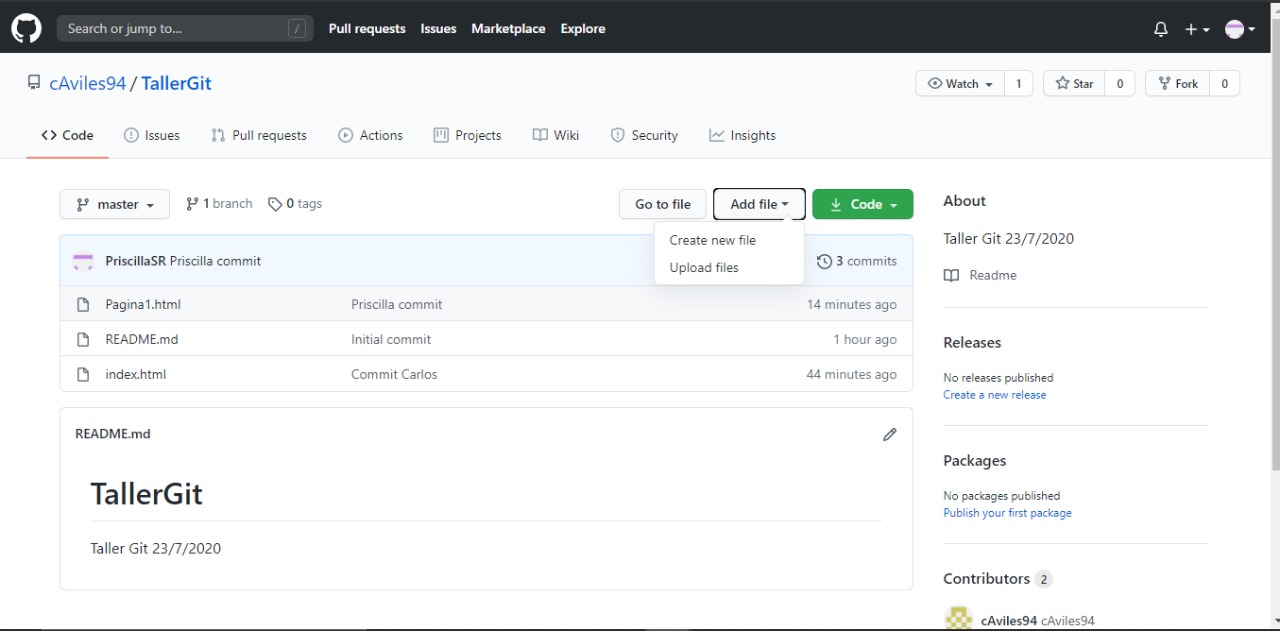 Search or jump to... /
Pull requests Issues Marketplace Explore
cAviles94 / TallerGit
Watch 1 Star 0 Fork 0
Code Issues Pull requests Actions Projects Wiki Security Insights
master 1 branch 0 tags Go to file Add file Code
Create new file
Upload files
PriscillaSR Priscilla commit 3 commits
Pagina1.html Priscilla commit 14 minutes ago
README.md Initial commit 1 hour ago
index.html Commit Carlos 44 minutes ago
README.md
TallerGit
Taller Git 23/7/2020
About
Taller Git 23/7/2020
Readme
Releases
No releases published
Create a new release
Packages
No packages published
Publish your first package
Contributors 2
cAviles94 cAviles94